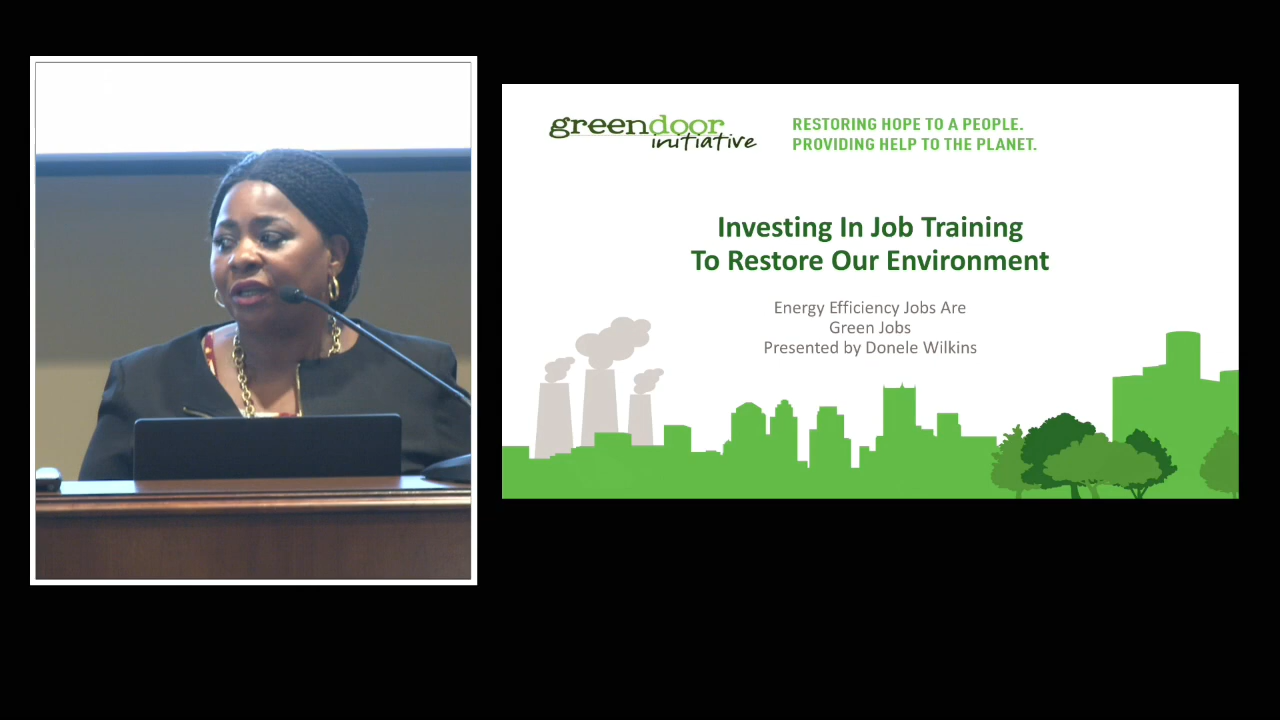 greendoor
initiative
RESTORING HOPE TO A PEOPLE.
PROVIDING HELP TO THE PLANET.
Investing In Job Training
To Restore Our Environment
Energy Efficiency Jobs Are
Green Jobs
Presented by Donele Wilkins